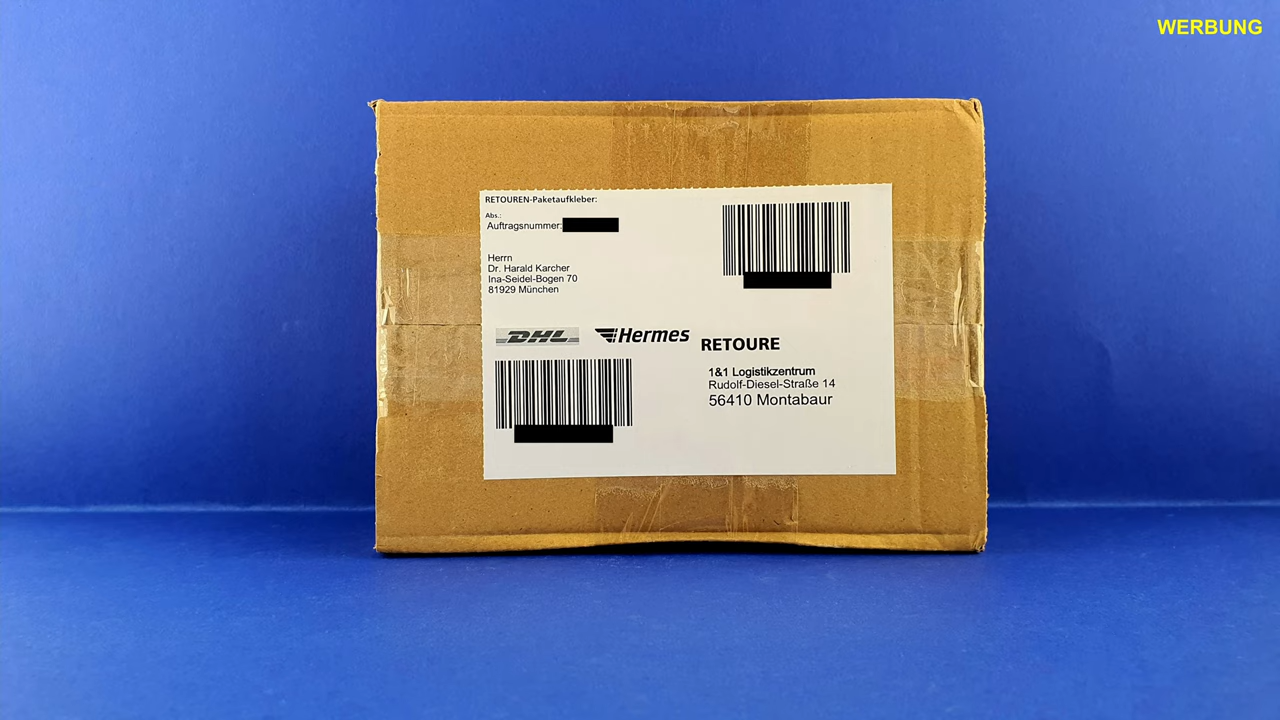 WERBUNG
RETOUREN-Paketaufkleber:
Abs.:
Auftragsnummer:
Herrn
Dr. Harald Karcher
Ina-Seidel-Bogen 70
81929 München
DHL
Hermes
RETOURE
1&1 Logistikzentrum
Rudolf-Diesel-Straße 14
56410 Montabaur